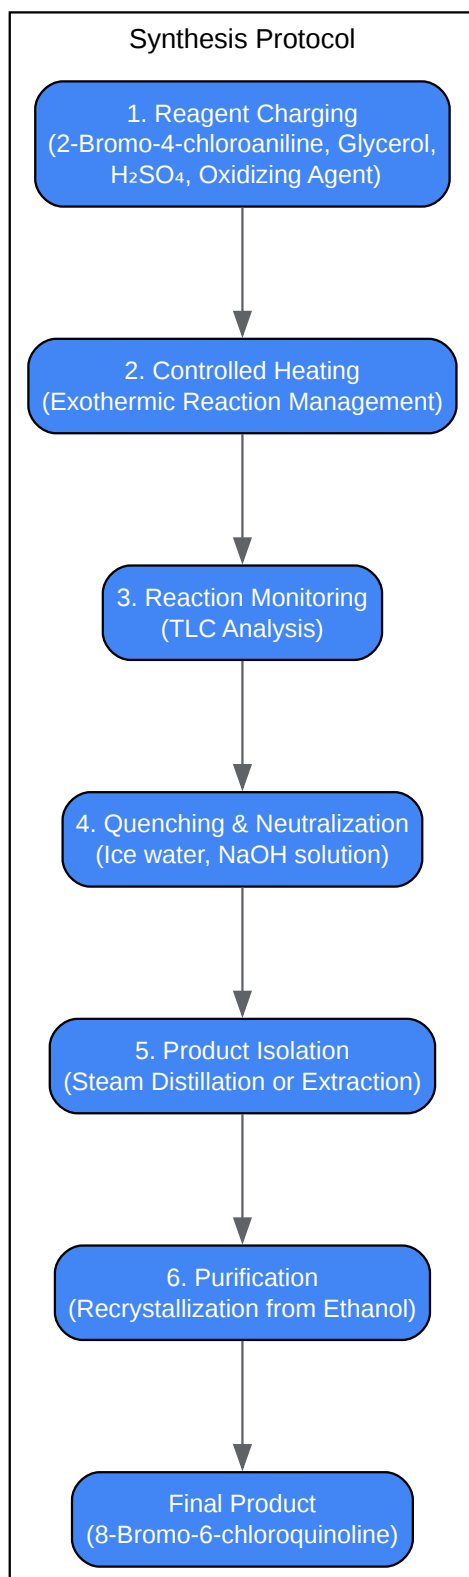 Synthesis Protocol
1. Reagent Charging
(2-Bromo-4-chloroaniline, Glycerol,
H₂SO₄, Oxidizing Agent)
2. Controlled Heating
(Exothermic Reaction Management)
3. Reaction Monitoring
(TLC Analysis)
4. Quenching & Neutralization
(Ice water, NaOH solution)
5. Product Isolation
(Steam Distillation or Extraction)
6. Purification
(Recrystallization from Ethanol)
Final Product
(8-Bromo-6-chloroquinoline)